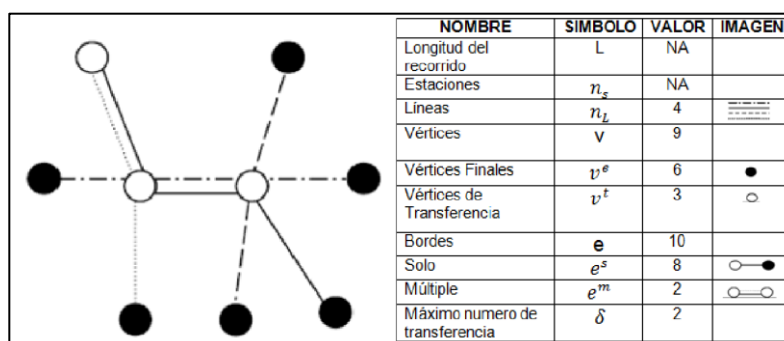 NOMBRE SIMBOLO VALOR IMAGEN
Longitud del L NA
recorrido
Estaciones n_s NA
Líneas n_L 4
Vértices v 9
Vértices Finales v^e 6
Vértices de v^t 3
Transferencia
Bordes e 10
Solo e^s 8
Múltiple e^m 2
Máximo numero de δ 2
transferencia